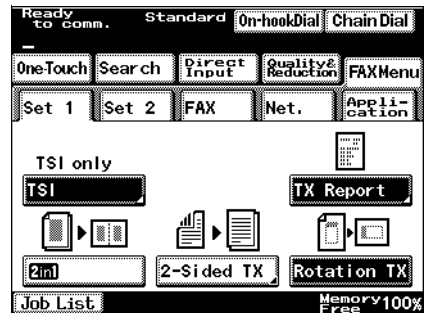 Ready to comm. Standard On-hookDial Chain Dial
One-Touch Search Direct Input Quality& Reduction FAXMenu
Set 1 Set 2 FAX Net. Appli-cation
TSI only
TSI TX Report
2in1 2-Sided TX Rotation TX
Job List Memory Free 100%